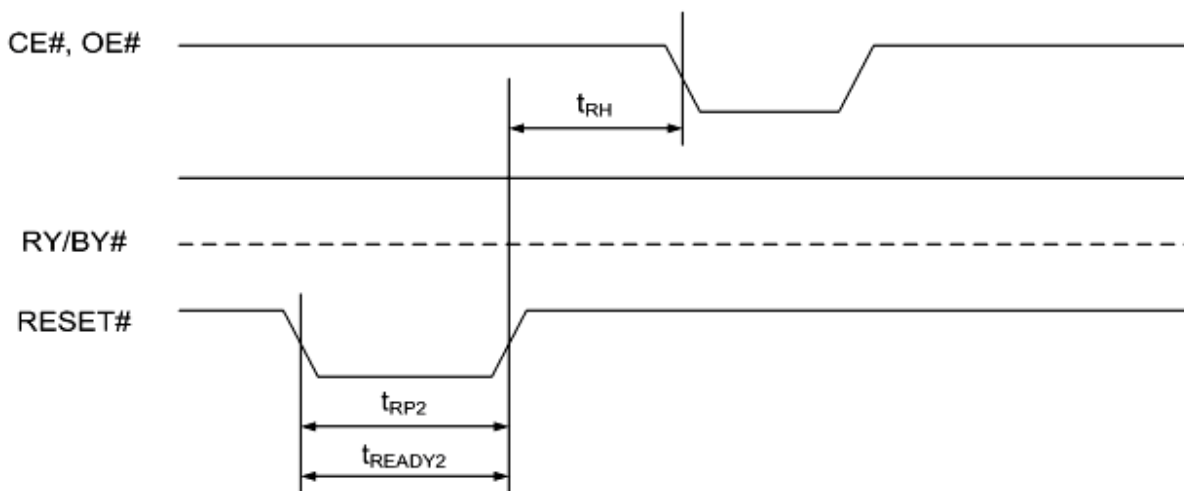 CE#, OE#
tRH
RY/BY#
RESET#
tRP2
tREADY2